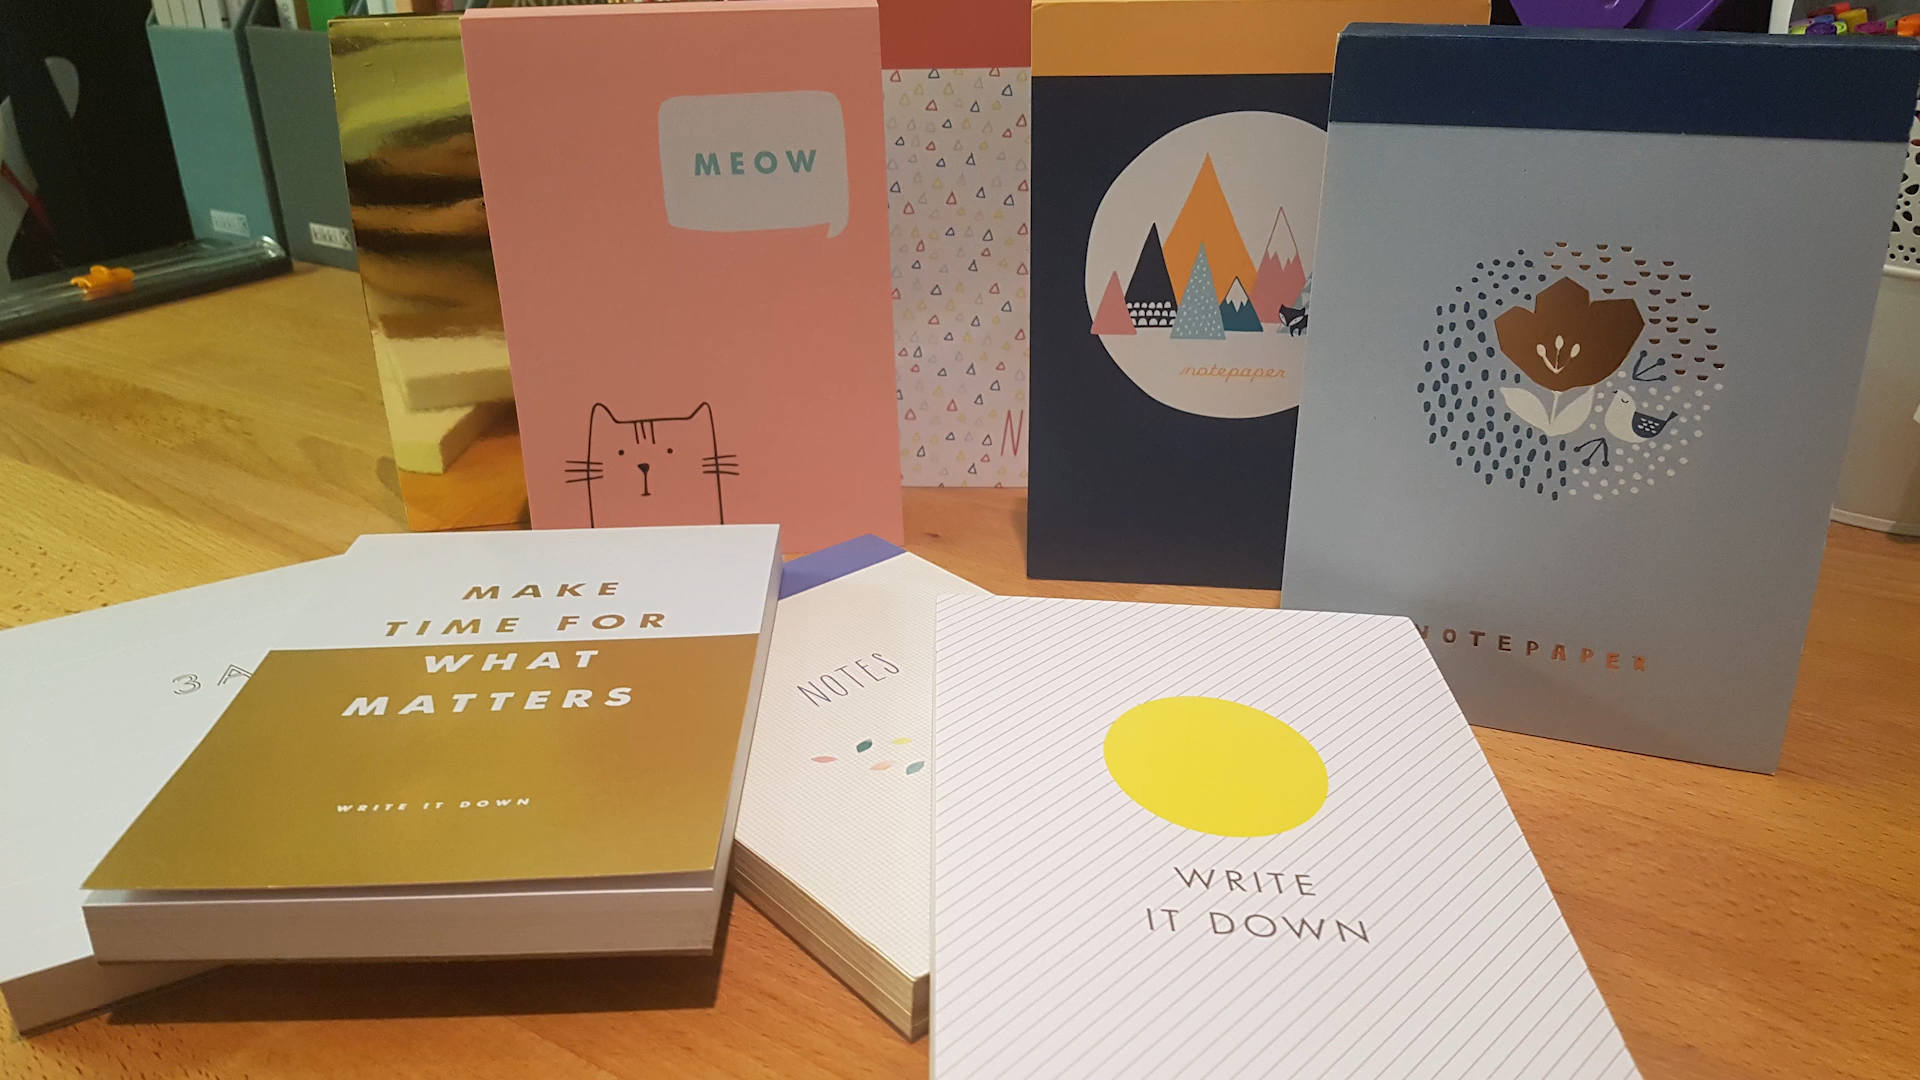 MEOW
notepaper
NOTEPAPER
MAKE
TIME FOR
WHAT
MATTERS
WRITE IT DOWN
NOTES
WRITE
IT DOWN